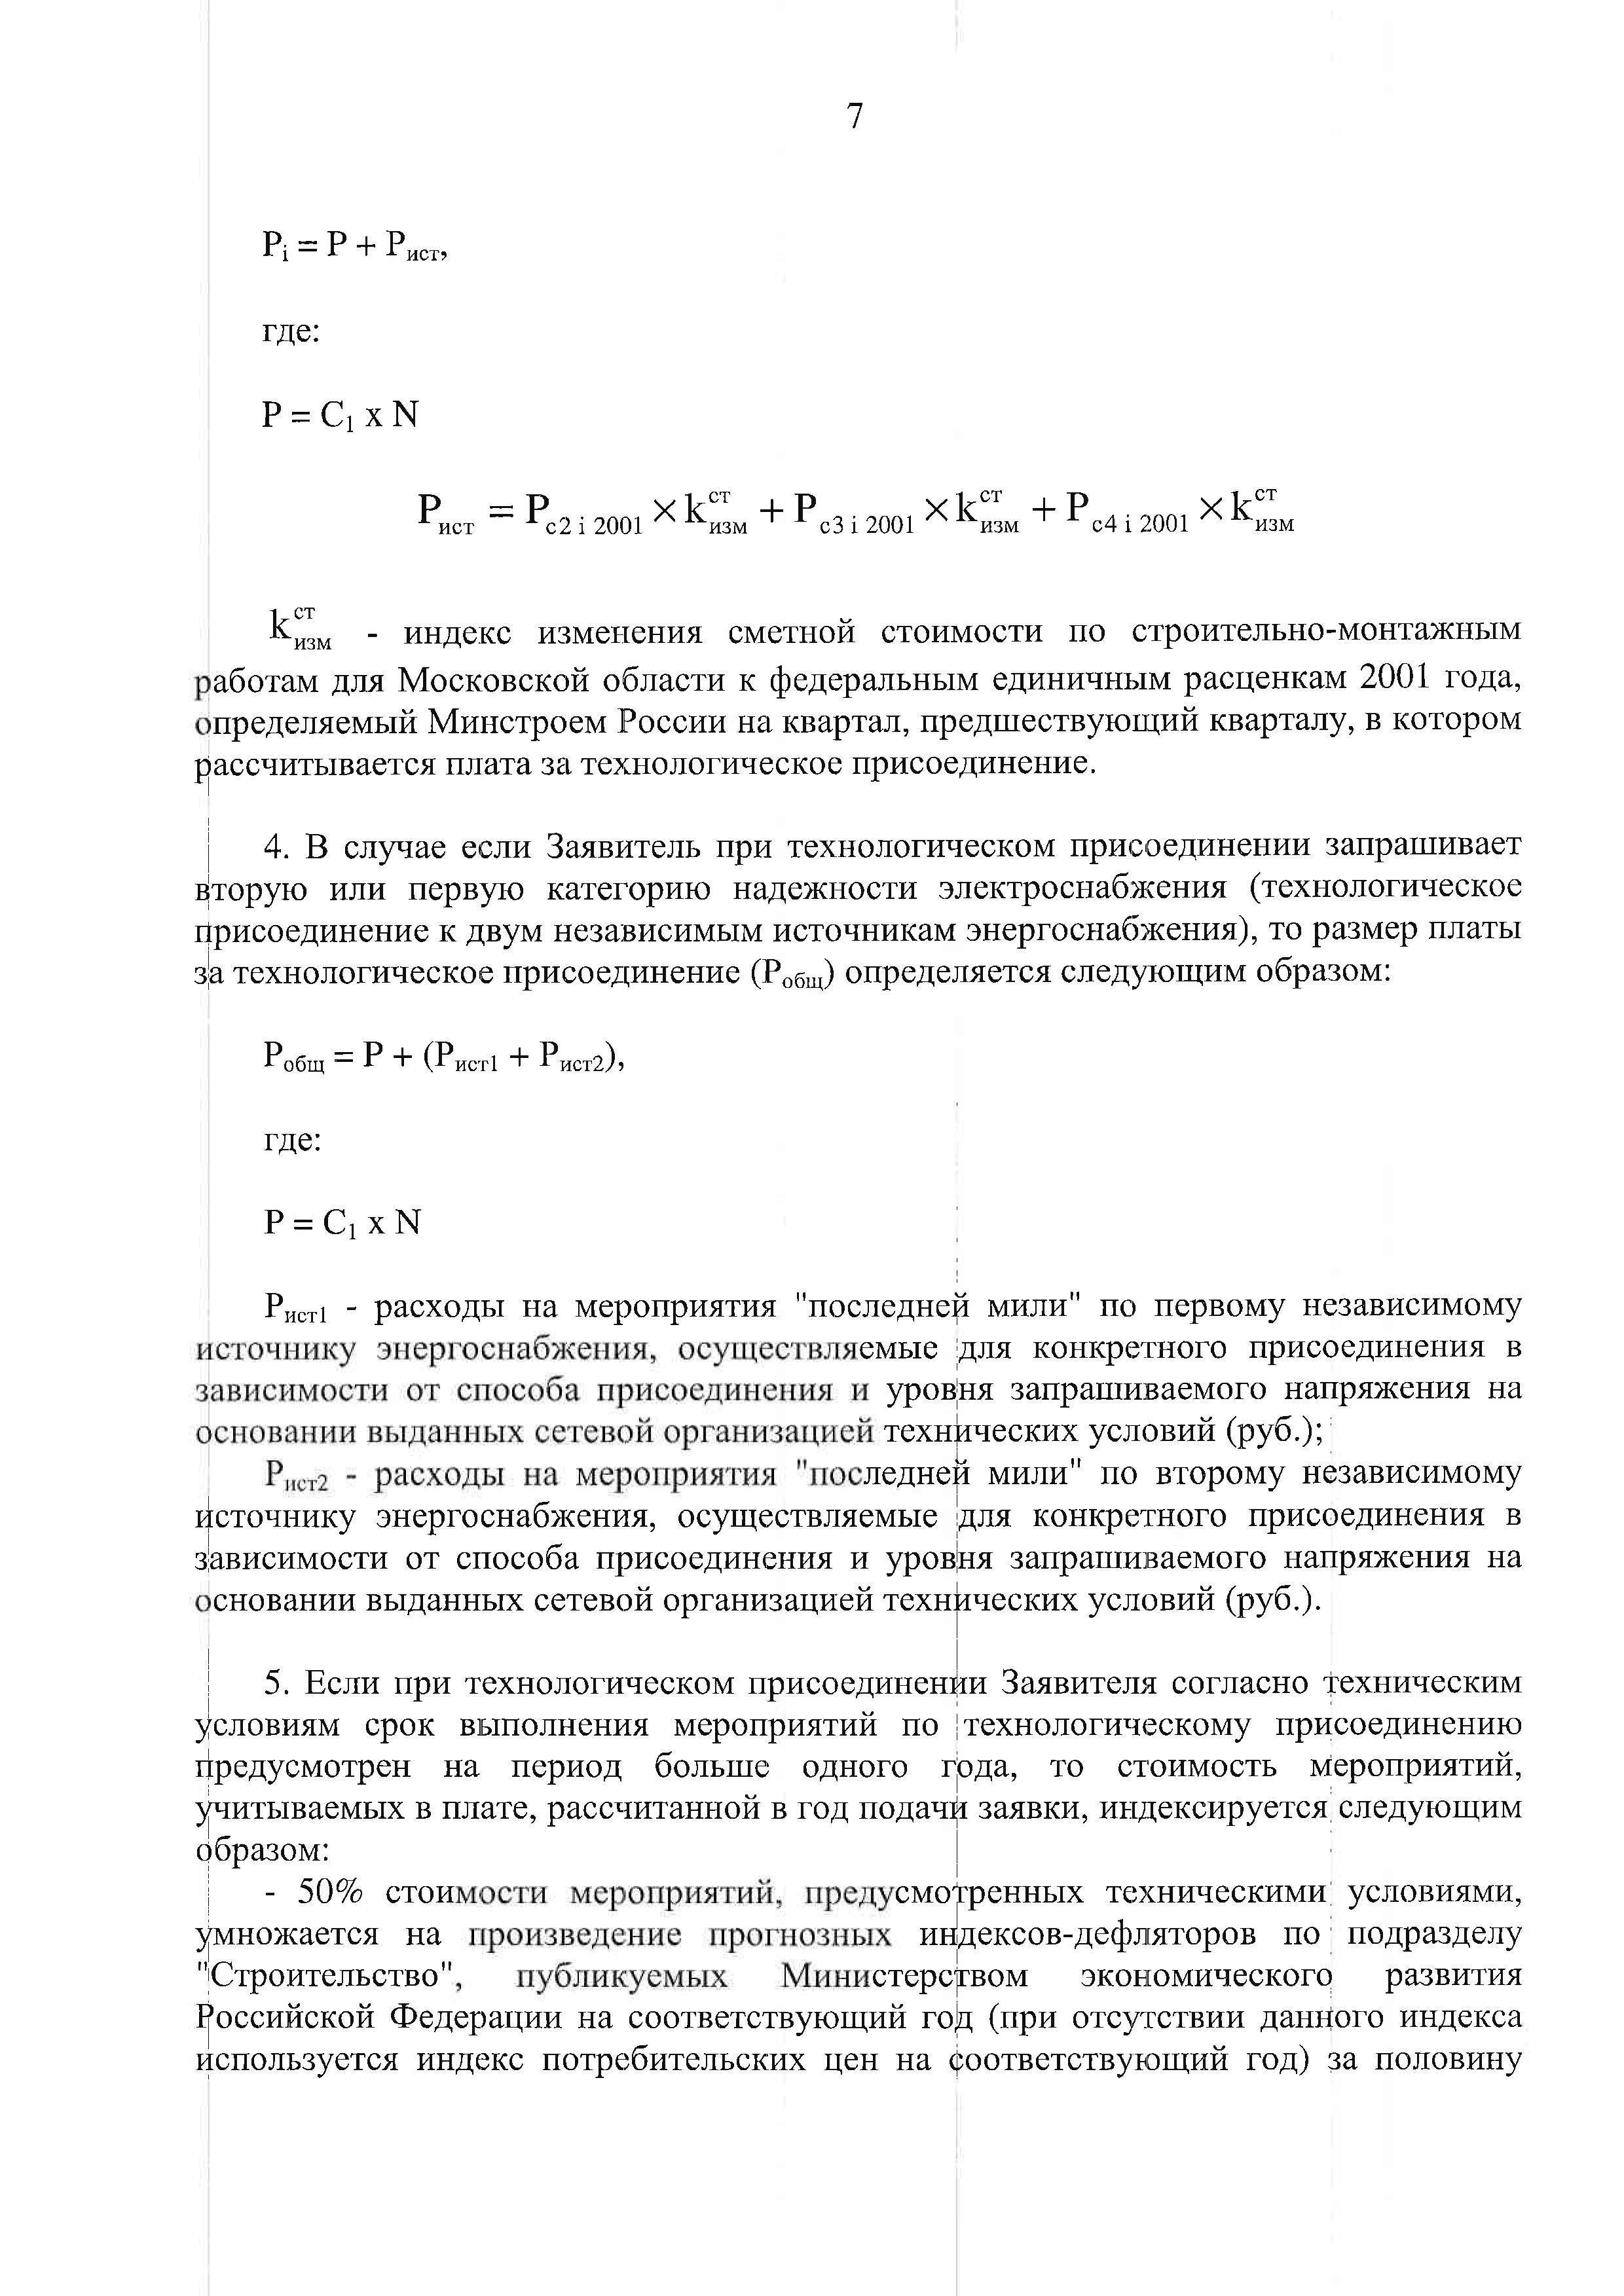 7
Pi = P + Pист,
где:
P = C1 x N
Pист = Pс2 i 2001 × kстизм + Pс3 i 2001 × kстизм + Pс4 i 2001 × kстизм
kстизм - индекс изменения сметной стоимости по строительно-монтажным
работам для Московской области к федеральным единичным расценкам 2001 года,
определяемый Минстроем России на квартал, предшествующий кварталу, в котором
рассчитывается плата за технологическое присоединение.
4. В случае если Заявитель при технологическом присоединении запрашивает
вторую или первую категорию надежности электроснабжения (технологическое
присоединение к двум независимым источникам энергоснабжения), то размер платы
за технологическое присоединение (Pобщ) определяется следующим образом:
Pобщ = P + (Pист1 + Pист2),
где:
P = C1 x N
Pист1 - расходы на мероприятия "последней мили" по первому независимому
источнику энергоснабжения, осуществляемые для конкретного присоединения в
зависимости от способа присоединения и уровня запрашиваемого напряжения на
основании выданных сетевой организацией технических условий (руб.);
Pист2 - расходы на мероприятия "последней мили" по второму независимому
источнику энергоснабжения, осуществляемые для конкретного присоединения в
зависимости от способа присоединения и уровня запрашиваемого напряжения на
основании выданных сетевой организацией технических условий (руб.).
5. Если при технологическом присоединении Заявителя согласно техническим
условиям срок выполнения мероприятий по технологическому присоединению
предусмотрен на период больше одного года, то стоимость мероприятий,
учитываемых в плате, рассчитанной в год подачи заявки, индексируется следующим
образом:
- 50% стоимости мероприятий, предусмотренных техническими условиями,
умножается на произведение прогнозных индексов-дефляторов по подразделу
"Строительство", публикуемых Министерством экономического развития
Российской Федерации на соответствующий год (при отсутствии данного индекса
используется индекс потребительских цен на соответствующий год) за половину